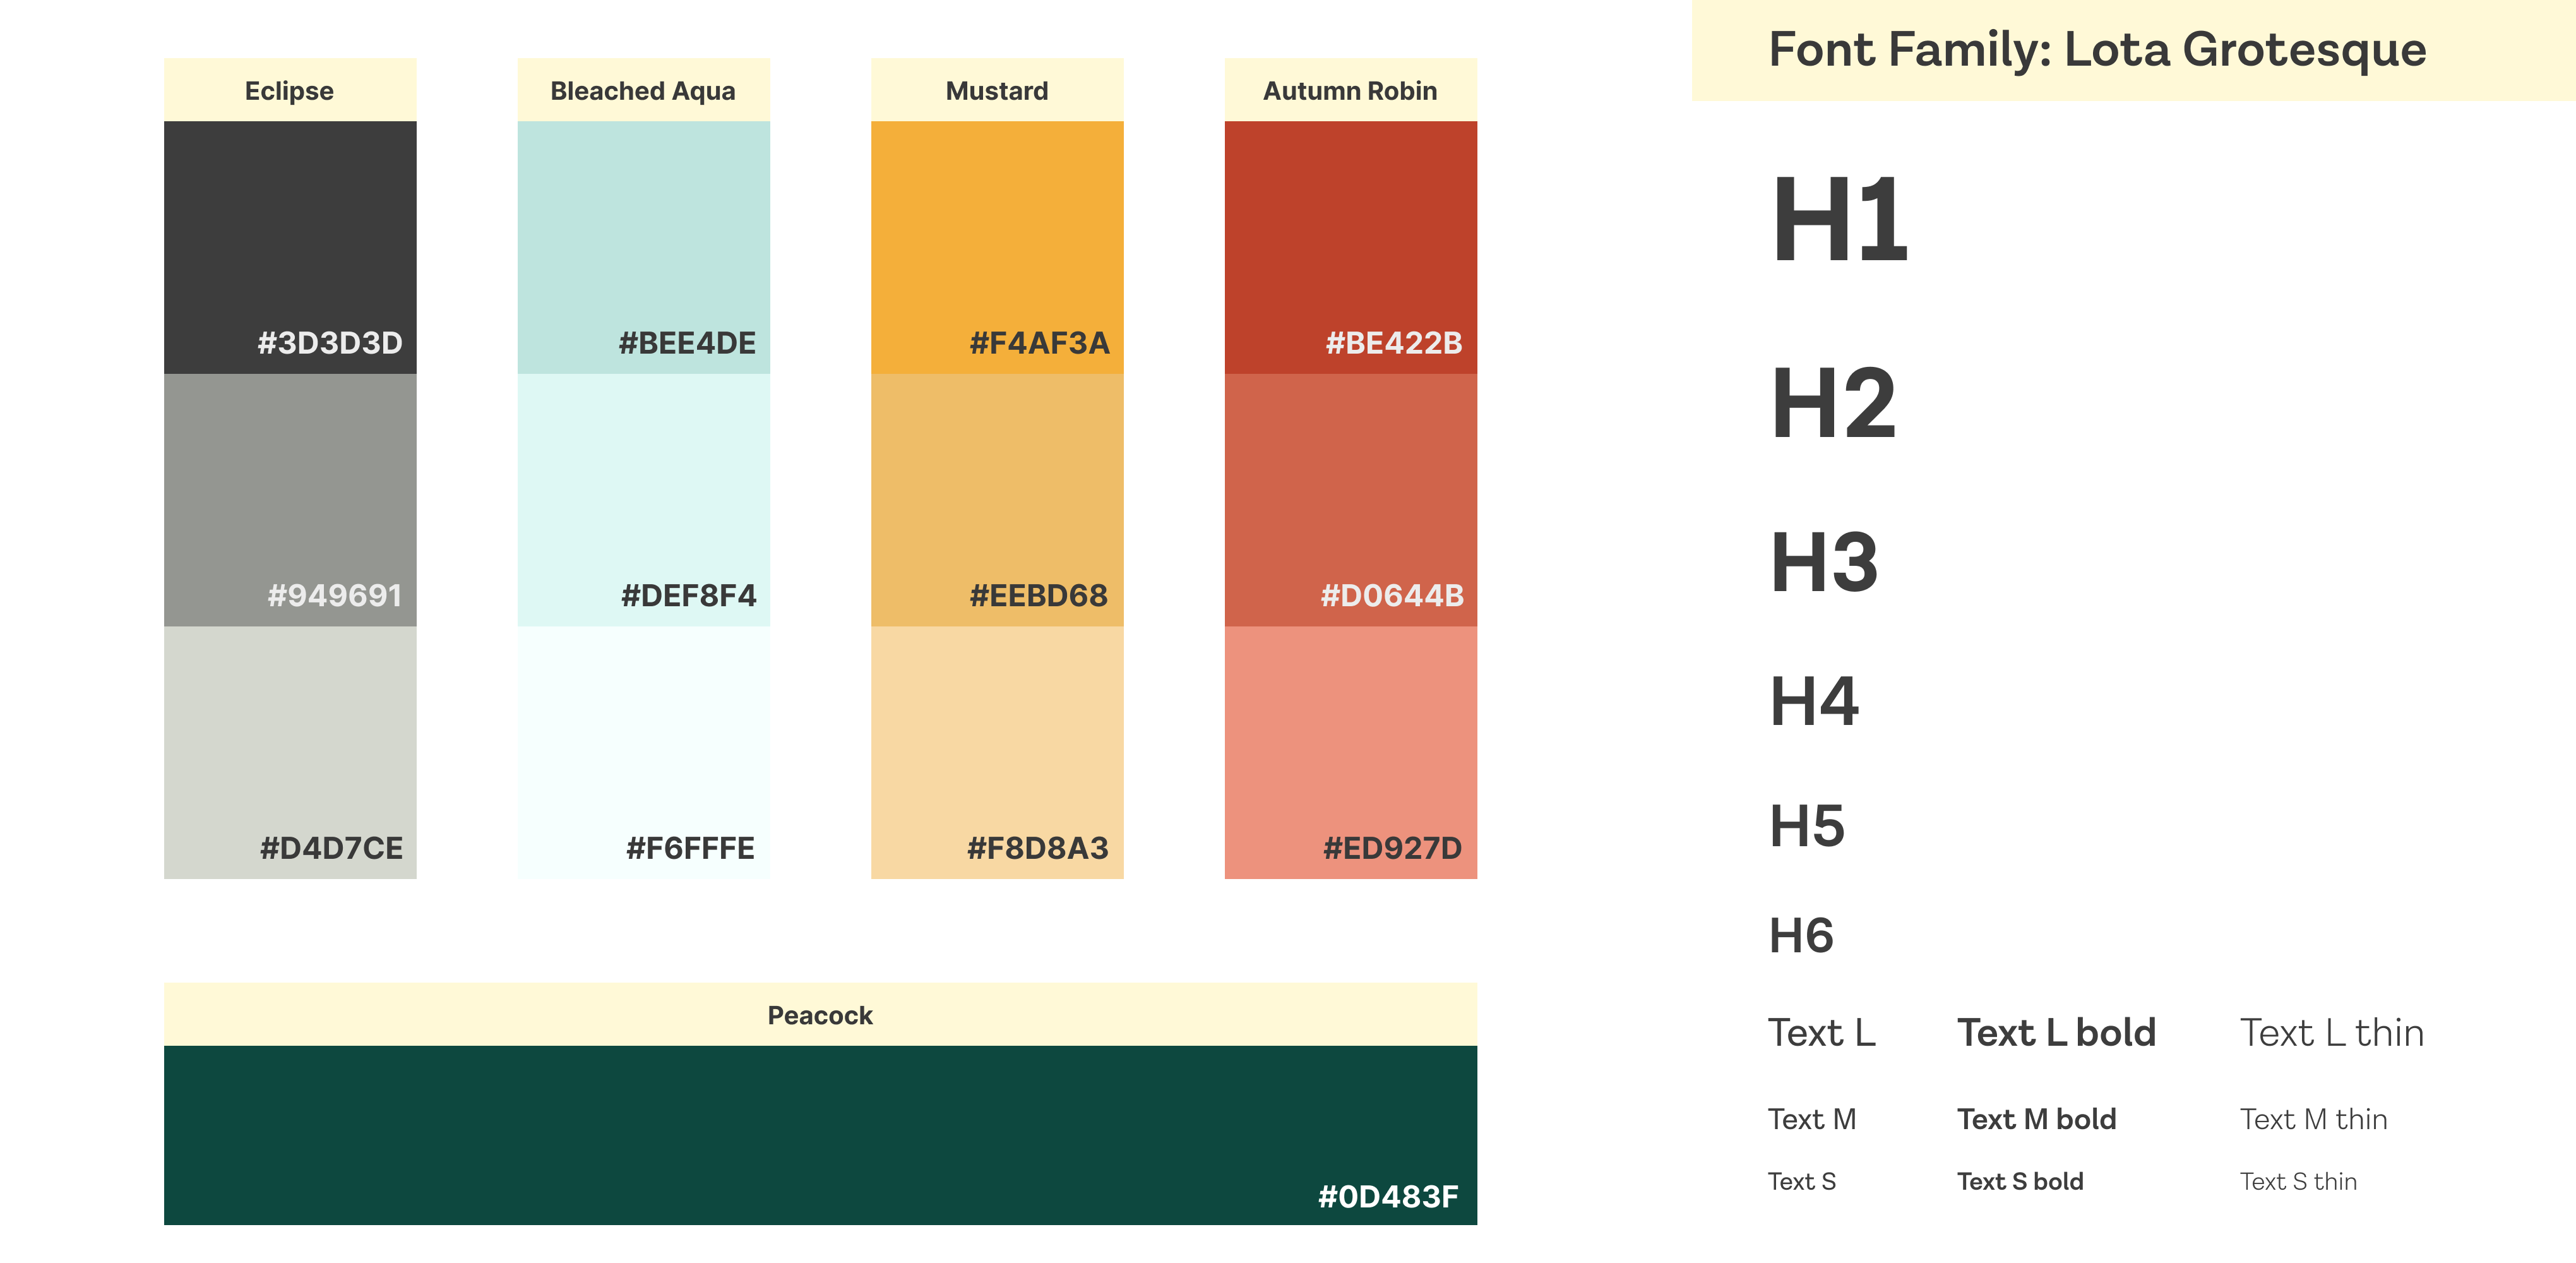 Eclipse
Bleached Aqua
Mustard
Autumn Robin
#3D3D3D
#BEE4DE
#F4AF3A
#BE422B
#949691
#DEF8F4
#EEBD68
#D0644B
#D4D7CE
#F6FFFE
#F8D8A3
#ED927D
Peacock
#0D483F
Font Family: Lota Grotesque
H1
H2
H3
H4
H5
H6
Text L
Text L bold
Text L thin
Text M
Text M bold
Text M thin
Text S
Text S bold
Text S thin